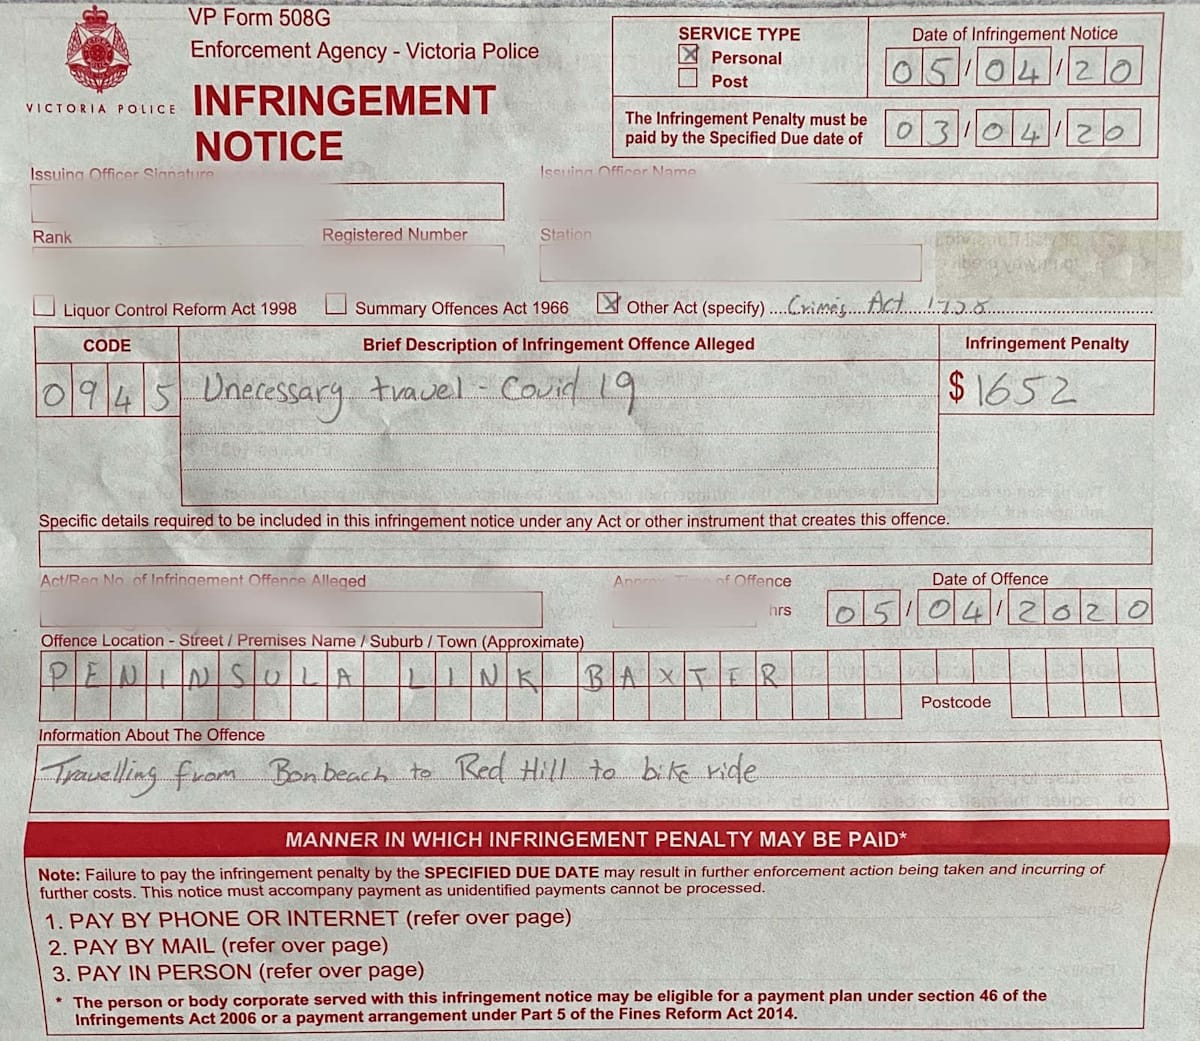 VP Form 508G
Enforcement Agency - Victoria Police
VICTORIA POLICE
INFRINGEMENT
NOTICE
SERVICE TYPE
Personal
Post
Date of Infringement Notice
05/04/20
The Infringement Penalty must be
paid by the Specified Due date of
03/04/20
Issuing Officer Signature
Issuing Officer Name
Rank
Registered Number
Station
Liquor Control Reform Act 1998
Summary Offences Act 1966
Other Act (specify) .... Crimes Act
CODE
Brief Description of Infringement Offence Alleged
Infringement Penalty
0945
Unecessary travel - Covid 19
$ 1652
Specific details required to be included in this infringement notice under any Act or other instrument that creates this offence.
Act/Reg No. of Infringement Offence Alleged
Approx. Time of Offence
hrs
Date of Offence
05/04/2020
Offence Location - Street / Premises Name / Suburb / Town (Approximate)
PENINSULA LINK BAXTER
Postcode
Information About The Offence
Travelling from Bonbeach to Red Hill to bike ride
MANNER IN WHICH INFRINGEMENT PENALTY MAY BE PAID*
Note: Failure to pay the infringement penalty by the SPECIFIED DUE DATE may result in further enforcement action being taken and incurring of
further costs. This notice must accompany payment as unidentified payments cannot be processed.
1. PAY BY PHONE OR INTERNET (refer over page)
2. PAY BY MAIL (refer over page)
3. PAY IN PERSON (refer over page)
* The person or body corporate served with this infringement notice may be eligible for a payment plan under section 46 of the
Infringements Act 2006 or a payment arrangement under Part 5 of the Fines Reform Act 2014.